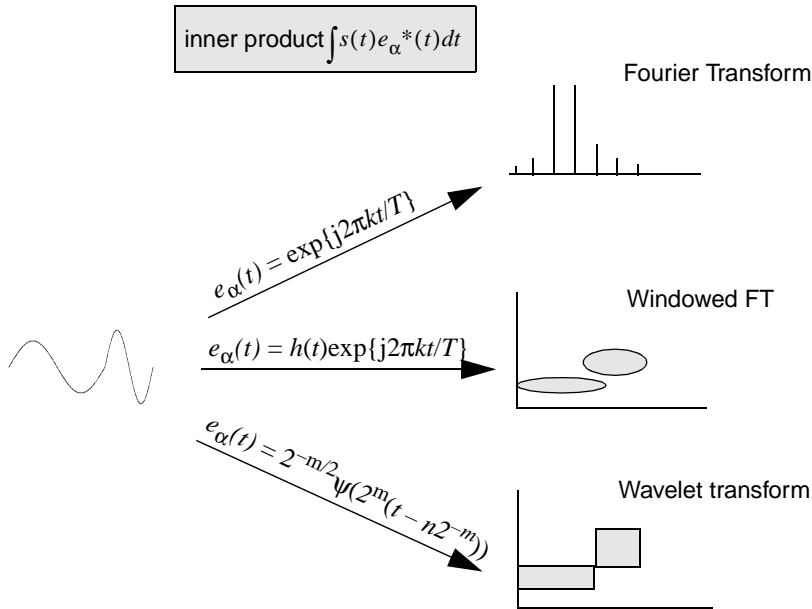 inner product ∫ s(t)e_α*(t)dt
Fourier Transform
e_α(t) = exp{j2πkt/T}
Windowed FT
e_α(t) = h(t)exp{j2πkt/T}
e_α(t) = 2^{–m/2}ψ(2^m(t – n2^{–m}))
Wavelet transform